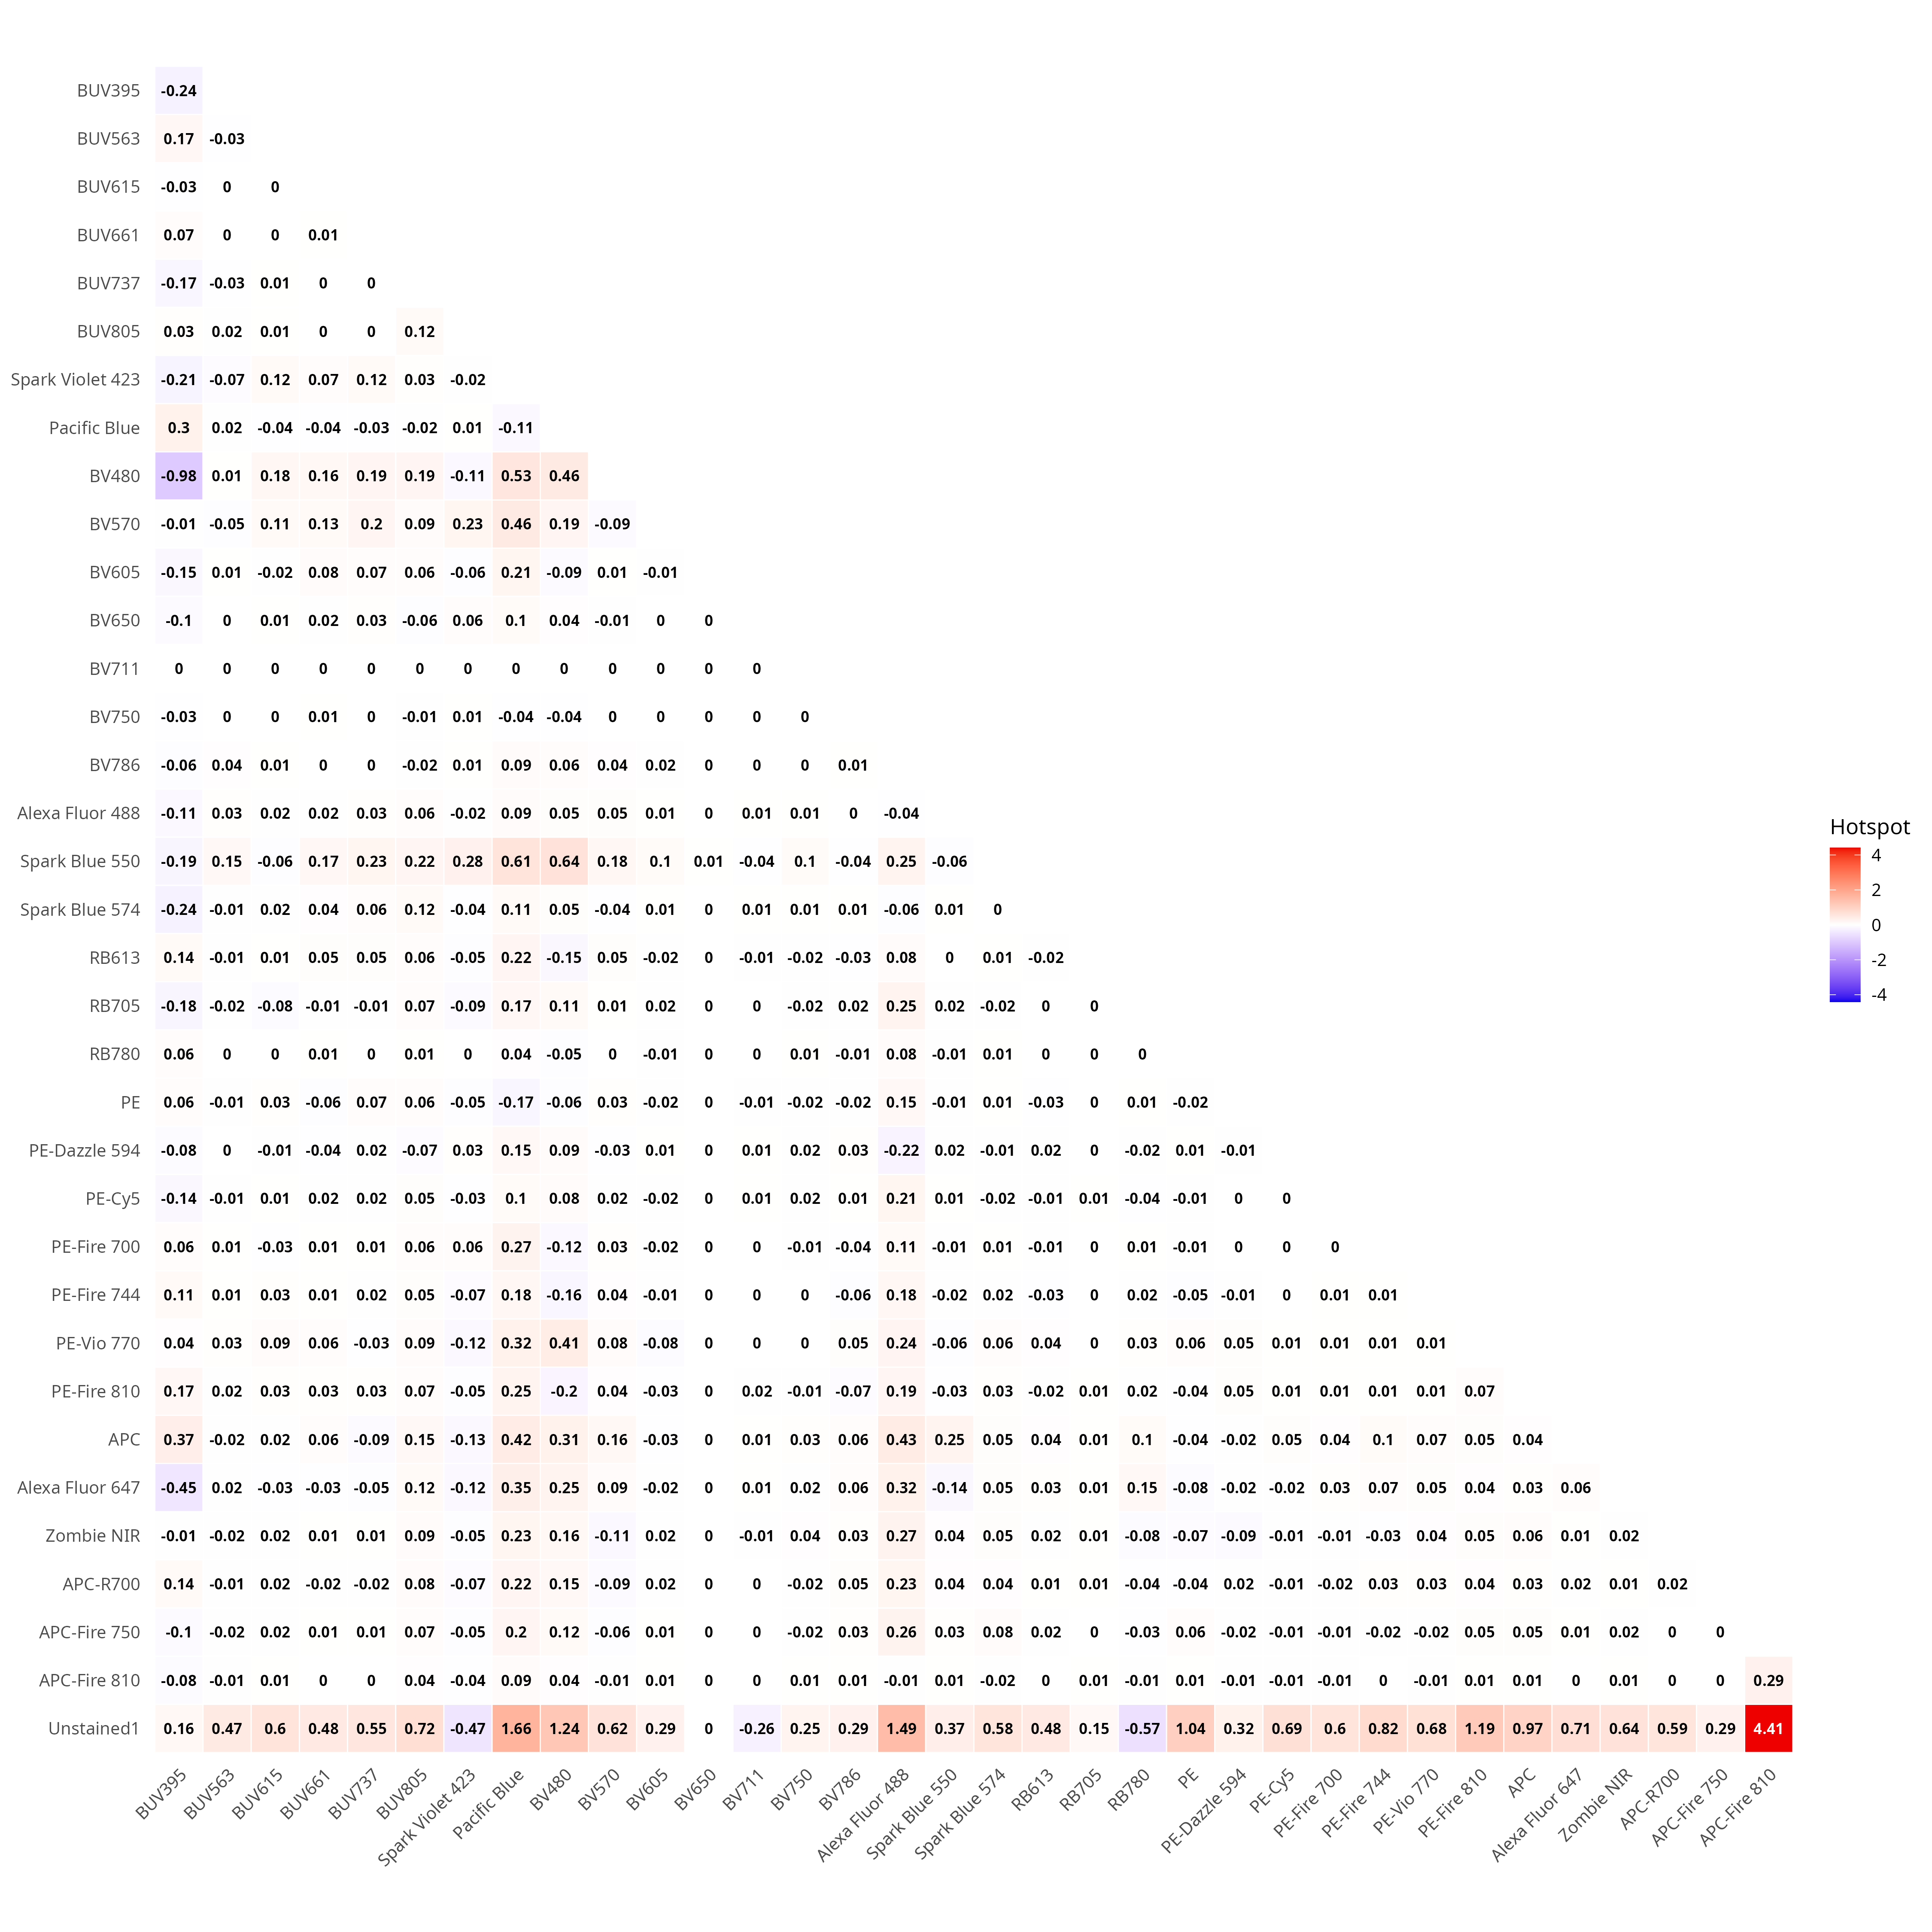 BUV395 -0.24
BUV563 0.17 -0.03
BUV615 -0.03 0 0
BUV661 0.07 0 0 0.01
BUV737 -0.17 -0.03 0.01 0 0
BUV805 0.03 0.02 0.01 0 0 0.12
Spark Violet 423 -0.21 -0.07 0.12 0.07 0.12 0.03 -0.02
Pacific Blue 0.3 0.02 -0.04 -0.04 -0.03 -0.02 0.01 -0.11
BV480 -0.98 0.01 0.18 0.16 0.19 0.19 -0.11 0.53 0.46
BV570 -0.01 -0.05 0.11 0.13 0.2 0.09 0.23 0.46 0.19 -0.09
BV605 -0.15 0.01 -0.02 0.08 0.07 0.06 -0.06 0.21 -0.09 0.01 -0.01
BV650 -0.1 0 0.01 0.02 0.03 -0.06 0.06 0.1 0.04 -0.01 0 0
BV711 0 0 0 0 0 0 0 0 0 0 0 0 0
BV750 -0.03 0 0 0.01 0 -0.01 0.01 -0.04 -0.04 0 0 0 0 0
BV786 -0.06 0.04 0.01 0 0 -0.02 0.01 0.09 0.06 0.04 0.02 0 0 0 0.01
Alexa Fluor 488 -0.11 0.03 0.02 0.02 0.03 0.06 -0.02 0.09 0.05 0.05 0.01 0 0.01 0.01 0 -0.04
Spark Blue 550 -0.19 0.15 -0.06 0.17 0.23 0.22 0.28 0.61 0.64 0.18 0.1 0.01 -0.04 0.1 -0.04 0.25 -0.06
Spark Blue 574 -0.24 -0.01 0.02 0.04 0.06 0.12 -0.04 0.11 0.05 -0.04 0.01 0 0.01 0.01 0.01 -0.06 0.01 0
RB613 0.14 -0.01 0.01 0.05 0.05 0.06 -0.05 0.22 -0.15 0.05 -0.02 0 -0.01 -0.02 -0.03 0.08 0 0.01 -0.02
RB705 -0.18 -0.02 -0.08 -0.01 -0.01 0.07 -0.09 0.17 0.11 0.01 0.02 0 0 -0.02 0.02 0.25 0.02 -0.02 0 0
RB780 0.06 0 0 0.01 0 0.01 0 0.04 -0.05 0 -0.01 0 0 0.01 -0.01 0.08 -0.01 0.01 0 0 0
PE 0.06 -0.01 0.03 -0.06 0.07 0.06 -0.05 -0.17 -0.06 0.03 -0.02 0 -0.01 -0.02 -0.02 0.15 -0.01 0.01 -0.03 0 0.01 -0.02
PE-Dazzle 594 -0.08 0 -0.01 -0.04 0.02 -0.07 0.03 0.15 0.09 -0.03 0.01 0 0.01 0.02 0.03 -0.22 0.02 -0.01 0.02 0 -0.02 0.01 -0.01
PE-Cy5 -0.14 -0.01 0.01 0.02 0.02 0.05 -0.03 0.1 0.08 0.02 -0.02 0 0.01 0.02 0.01 0.21 0.01 -0.02 -0.01 0.01 -0.04 -0.01 0 0
PE-Fire 700 0.06 0.01 -0.03 0.01 0.01 0.06 0.06 0.27 -0.12 0.03 -0.02 0 0 -0.01 -0.04 0.11 -0.01 0.01 -0.01 0 0.01 -0.01 0 0 0
PE-Fire 744 0.11 0.01 0.03 0.01 0.02 0.05 -0.07 0.18 -0.16 0.04 -0.01 0 0 0 -0.06 0.18 -0.02 0.02 -0.03 0 0.02 -0.05 -0.01 0 0.01 0.01
PE-Vio 770 0.04 0.03 0.09 0.06 -0.03 0.09 -0.12 0.32 0.41 0.08 -0.08 0 0 0 0.05 0.24 -0.06 0.06 0.04 0 0.03 0.06 0.05 0.01 0.01 0.01 0.01
PE-Fire 810 0.17 0.02 0.03 0.03 0.03 0.07 -0.05 0.25 -0.2 0.04 -0.03 0 0.02 -0.01 -0.07 0.19 -0.03 0.03 -0.02 0.01 0.02 -0.04 0.05 0.01 0.01 0.01 0.01 0.07
APC 0.37 -0.02 0.02 0.06 -0.09 0.15 -0.13 0.42 0.31 0.16 -0.03 0 0.01 0.03 0.06 0.43 0.25 0.05 0.04 0.01 0.1 -0.04 -0.02 0.05 0.04 0.1 0.07 0.05 0.04
Alexa Fluor 647 -0.45 0.02 -0.03 -0.03 -0.05 0.12 -0.12 0.35 0.25 0.09 -0.02 0 0.01 0.02 0.06 0.32 -0.14 0.05 0.03 0.01 0.15 -0.08 -0.02 -0.02 0.03 0.07 0.05 0.04 0.03 0.06
Zombie NIR -0.01 -0.02 0.02 0.01 0.01 0.09 -0.05 0.23 0.16 -0.11 0.02 0 -0.01 0.04 0.03 0.27 0.04 0.05 0.02 0.01 -0.08 -0.07 -0.09 -0.01 -0.01 -0.03 0.04 0.05 0.06 0.01 0.02
APC-R700 0.14 -0.01 0.02 -0.02 -0.02 0.08 -0.07 0.22 0.15 -0.09 0.02 0 0 -0.02 0.05 0.23 0.04 0.04 0.01 0.01 -0.04 -0.04 0.02 -0.01 -0.02 0.03 0.03 0.04 0.03 0.02 0.01 0.02
APC-Fire 750 -0.1 -0.02 0.02 0.01 0.01 0.07 -0.05 0.2 0.12 -0.06 0.01 0 0 -0.02 0.03 0.26 0.03 0.08 0.02 0 -0.03 0.06 -0.02 -0.01 -0.01 -0.02 -0.02 0.05 0.05 0.01 0.02 0 0
APC-Fire 810 -0.08 -0.01 0.01 0 0 0.04 -0.04 0.09 0.04 -0.01 0.01 0 0 0.01 0.01 -0.01 0.01 -0.02 0 0.01 -0.01 0.01 -0.01 -0.01 -0.01 0 -0.01 0.01 0.01 0 0.01 0 0 0.29
Unstained1 0.16 0.47 0.6 0.48 0.55 0.72 -0.47 1.66 1.24 0.62 0.29 0 -0.26 0.25 0.29 1.49 0.37 0.58 0.48 0.15 -0.57 1.04 0.32 0.69 0.6 0.82 0.68 1.19 0.97 0.71 0.64 0.59 0.29 4.41
BUV395 BUV563 BUV615 BUV661 BUV737 BUV805 Spark Violet 423 Pacific Blue BV480 BV570 BV605 BV650 BV711 BV750 BV786 Alexa Fluor 488 Spark Blue 550 Spark Blue 574 RB613 RB705 RB780 PE PE-Dazzle 594 PE-Cy5 PE-Fire 700 PE-Fire 744 PE-Vio 770 PE-Fire 810 APC Alexa Fluor 647 Zombie NIR APC-R700 APC-Fire 750 APC-Fire 810
Hotspot
4
2
0
-2
-4